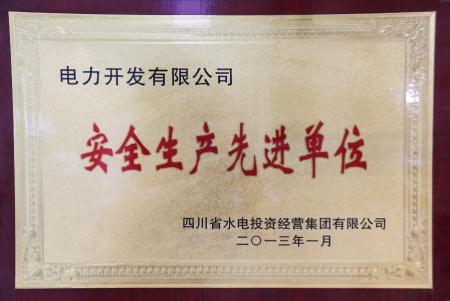 电力开发有限公司
安全生产先进单位
四川省水电投资经营集团有限公司
二〇一三年一月